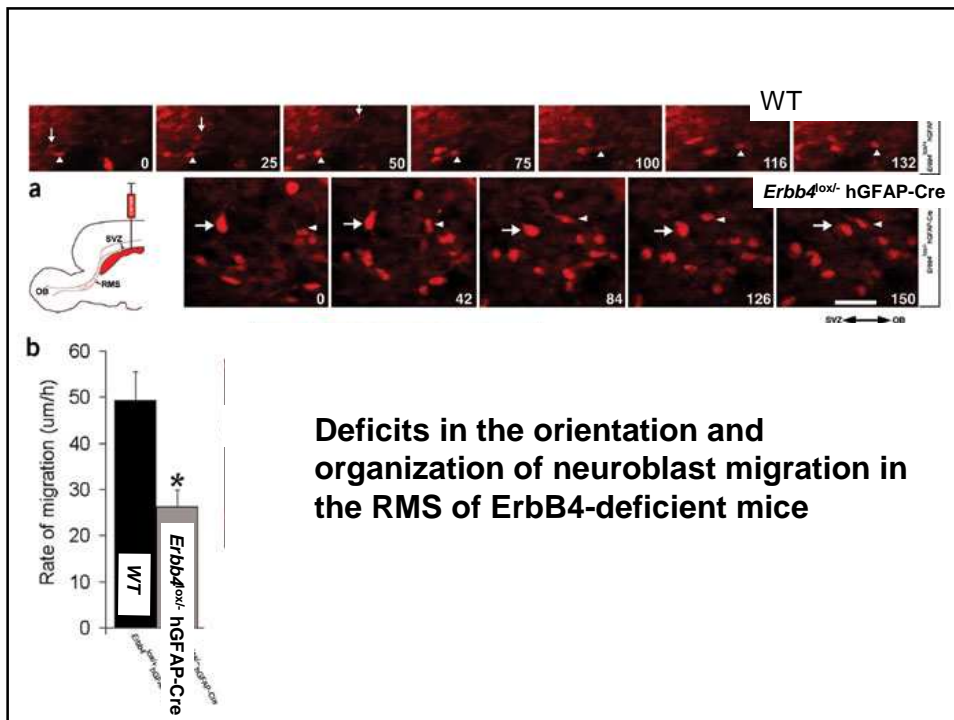 WT
0 25 50 75 100 116 132
a
Erbb4lox/- hGFAP-Cre
SVZ
OB
RMS
0 42 84 126 150
SVZ OB
b
Rate of migration (um/h)
60
50
40
30
20
10
0
*
WT
Erbb4lox/- hGFAP-Cre
Deficits in the orientation and
organization of neuroblast migration in
the RMS of ErbB4-deficient mice